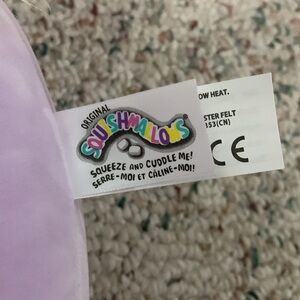 ORIGINAL
SQUISHMALLOWS
SQUEEZE AND CUDDLE ME!
SERRE-MOI ET CÂLINE-MOI!
OW HEAT.
STER FELT
353(CN)
CE